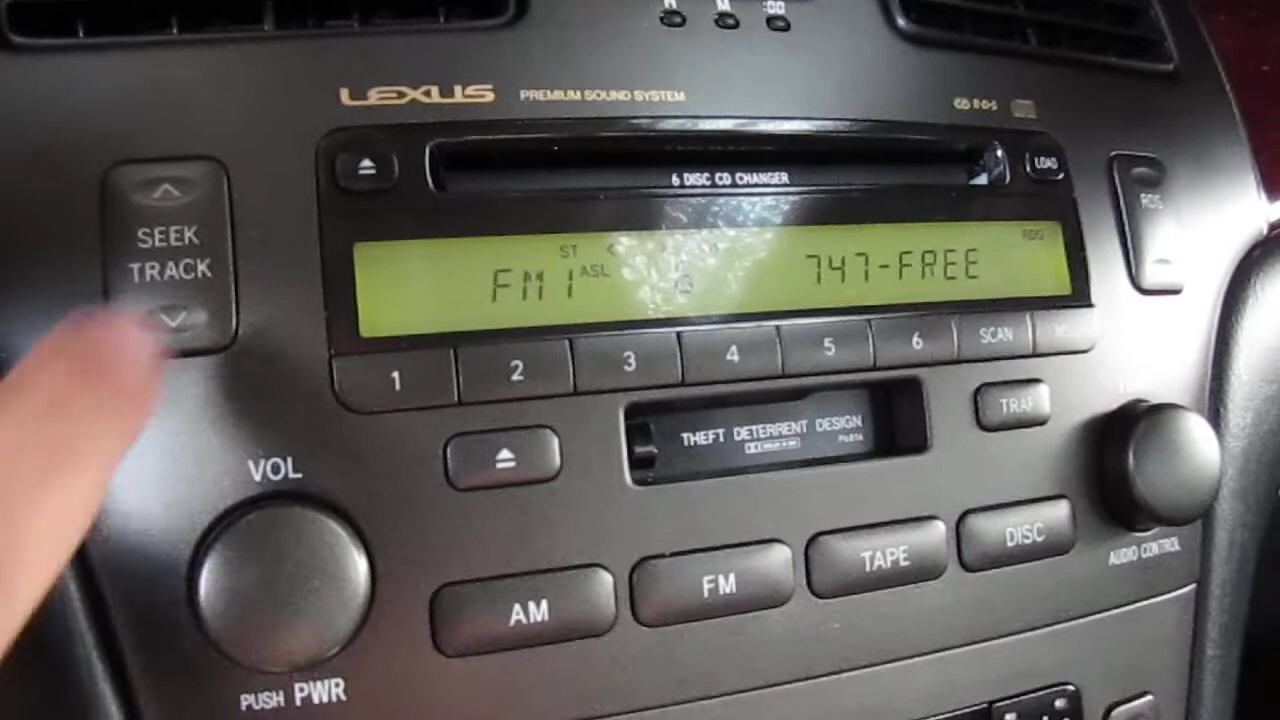 H M :00
LEXUS PREMIUM SOUND SYSTEM
LOAD
6 DISC CD CHANGER
SEEK
TRACK
RDS
ST RDS
FM1 ASL 747-FREE
1 2 3 4 5 6 SCAN
THEFT DETERRENT DESIGN
TRAF
VOL
AM FM TAPE DISC
AUDIO CONTROL
PUSH PWR